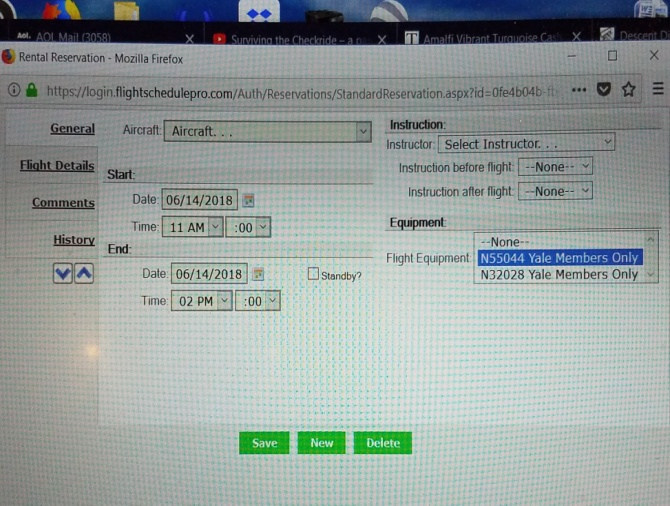 Aol. AOL Mail (3058)
Surviving the Checkride – a
Amalfi Vibrant Turquoise
Descent
Rental Reservation - Mozilla Firefox
https://login.flightschedulepro.com/Auth/Reservations/StandardReservation.aspx?id=0fe4b04b-
General
Flight Details
Comments
History
Aircraft: Aircraft. . .
Start:
Date: 06/14/2018
Time: 11 AM :00
End:
Date: 06/14/2018
Standby?
Time: 02 PM :00
Instruction:
Instructor: Select Instructor. . .
Instruction before flight: --None--
Instruction after flight: --None--
Equipment:
Flight Equipment
--None--
N55044 Yale Members Only
N32028 Yale Members Only
Save New Delete